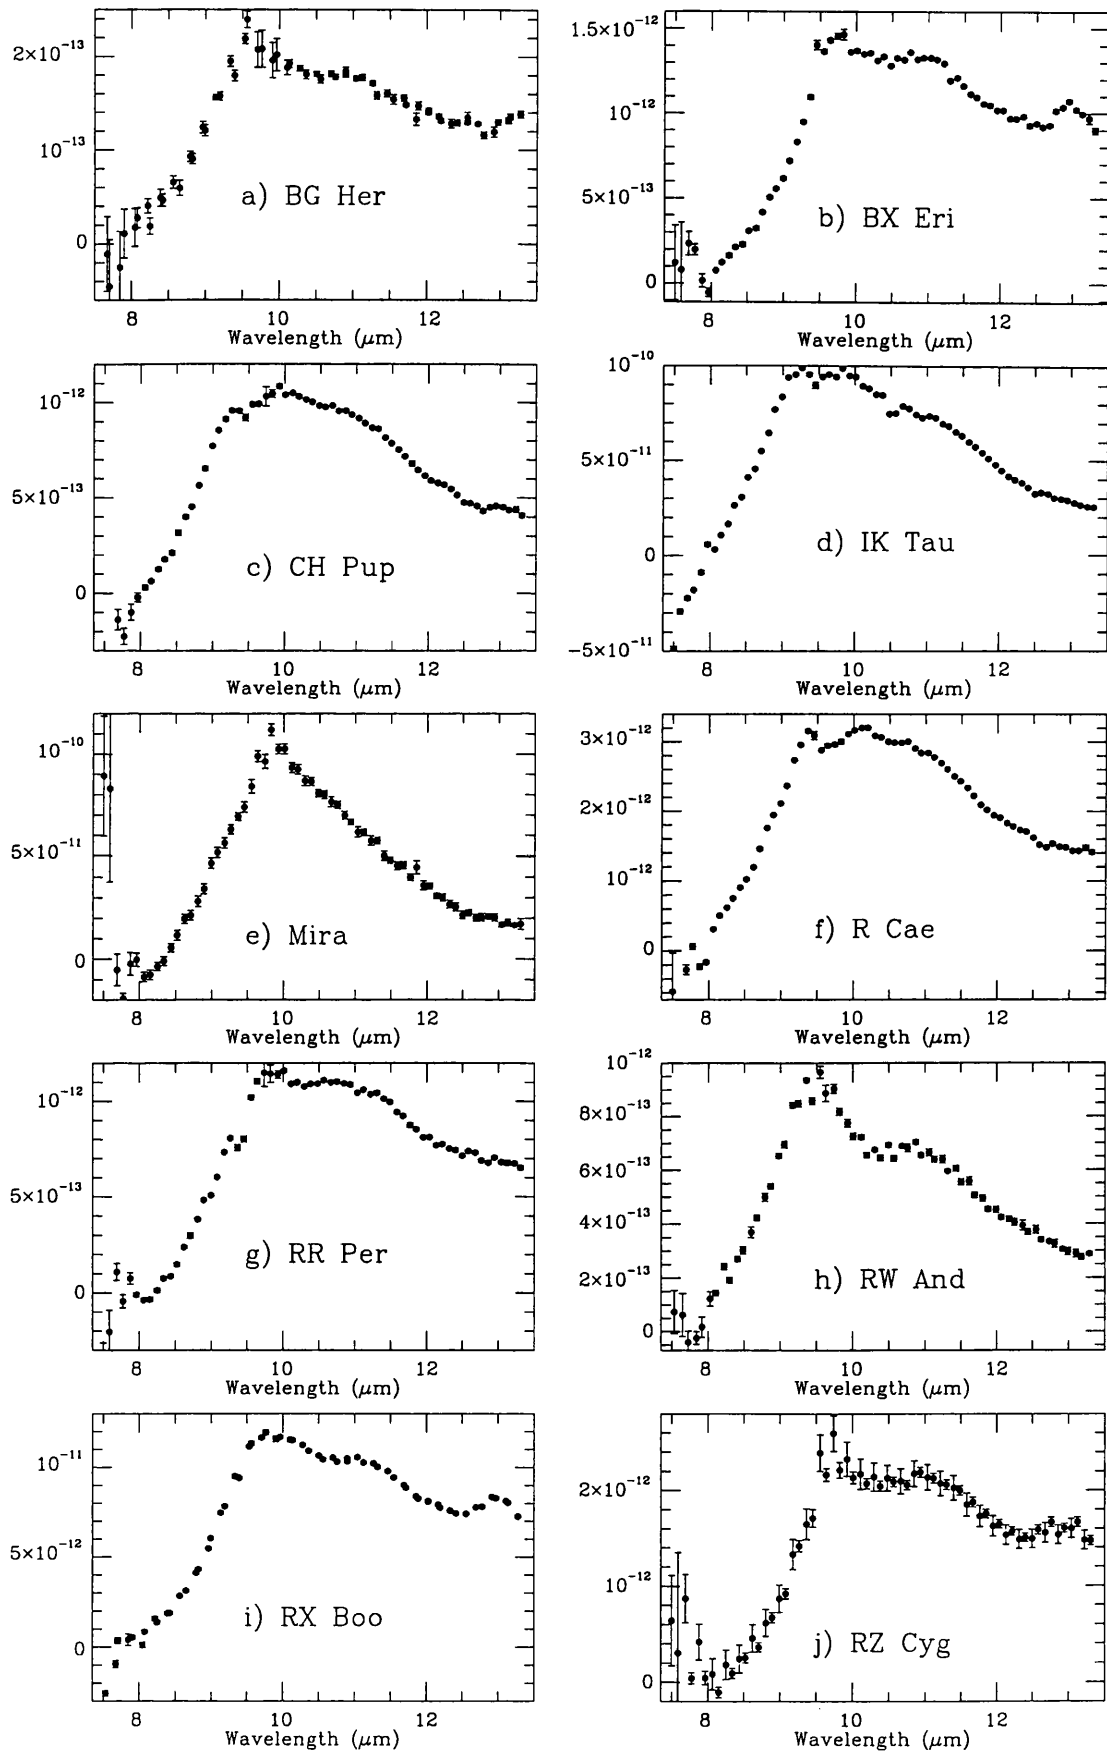 2×10⁻¹³
10⁻¹³
0
a) BG Her
8 10 12
Wavelength (μm)
1.5×10⁻¹²
10⁻¹²
5×10⁻¹³
0
b) BX Eri
8 10 12
Wavelength (μm)
10⁻¹²
5×10⁻¹³
0
c) CH Pup
8 10 12
Wavelength (μm)
10⁻¹⁰
5×10⁻¹¹
0
−5×10⁻¹¹
d) IK Tau
8 10 12
Wavelength (μm)
10⁻¹⁰
5×10⁻¹¹
0
e) Mira
8 10 12
Wavelength (μm)
3×10⁻¹²
2×10⁻¹²
10⁻¹²
0
f) R Cae
8 10 12
Wavelength (μm)
10⁻¹²
5×10⁻¹³
0
g) RR Per
8 10 12
Wavelength (μm)
10⁻¹²
8×10⁻¹³
6×10⁻¹³
4×10⁻¹³
2×10⁻¹³
0
h) RW And
8 10 12
Wavelength (μm)
10⁻¹¹
5×10⁻¹²
0
i) RX Boo
8 10 12
Wavelength (μm)
2×10⁻¹²
10⁻¹²
0
j) RZ Cyg
8 10 12
Wavelength (μm)